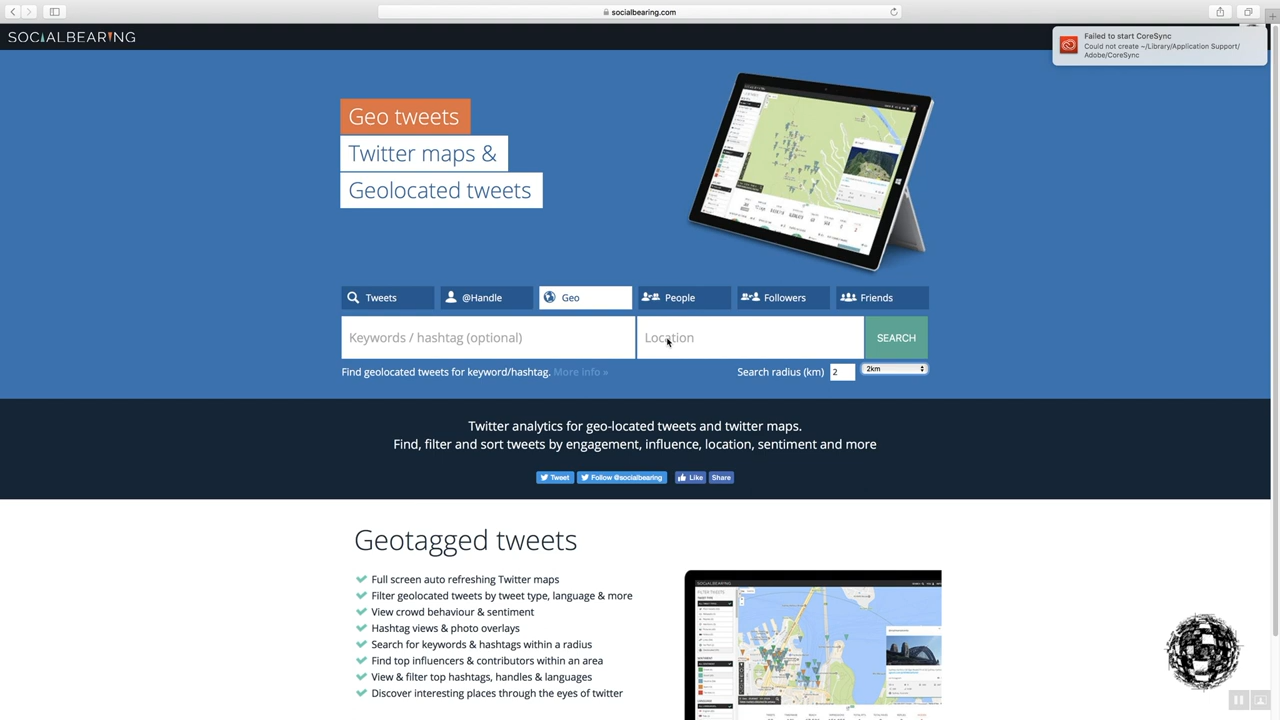 socialbearing.com
SOCIALBEARING
Failed to start CoreSync
Could not create ~/Library/Application Support/
Adobe/CoreSync
Geo tweets
Twitter maps &
Geolocated tweets
Tweets
@Handle
Geo
People
Followers
Friends
Keywords / hashtag (optional)
Location
SEARCH
Find geolocated tweets for keyword/hashtag. More info »
Search radius (km)
2
2km
Twitter analytics for geo-located tweets and twitter maps.
Find, filter and sort tweets by engagement, influence, location, sentiment and more
Tweet
Follow @socialbearing
Like
Share
Geotagged tweets
Full screen auto refreshing Twitter maps
Filter geolocated tweets by tweet type, language & more
View crowd behaviour & sentiment
Hashtag views & photo overlays
Search for keywords & hashtags within a radius
Find top influencers & contributors within an area
View & filter top hashtags, handles & languages
Discover interesting places through the eyes of twitter
SOCIALBEARING
FILTER TWEETS